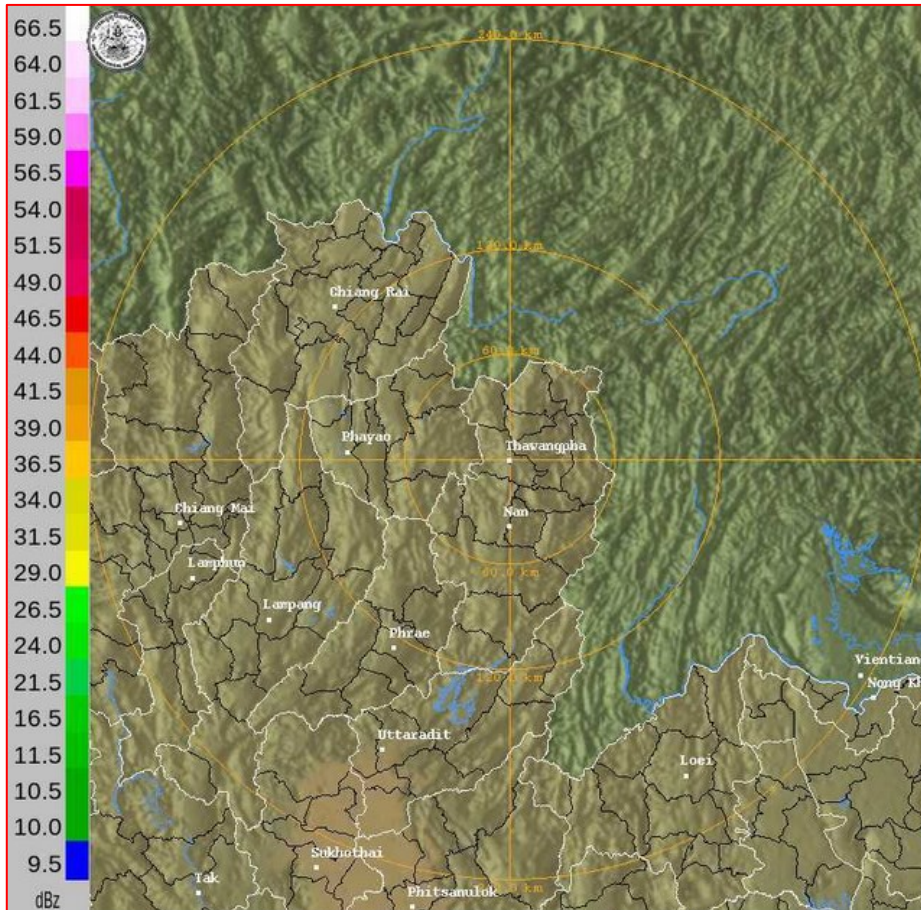 66.5
64.0
61.5
59.0
56.5
54.0
51.5
49.0
46.5
44.0
41.5
39.0
36.5
34.0
31.5
29.0
26.5
24.0
21.5
16.5
11.5
10.5
10.0
9.5
dBz
240.0 km
120.0 km
Chiang Rai
60.0 km
Phayao
Thawangpha
Chiang Mai
Nan
Lamphun
60.0 km
Lampang
Phrae
120.0 km
Vientian
Nong Kh
Uttaradit
Loei
Sukhothai
Tak
.0 km
Phitsanulok